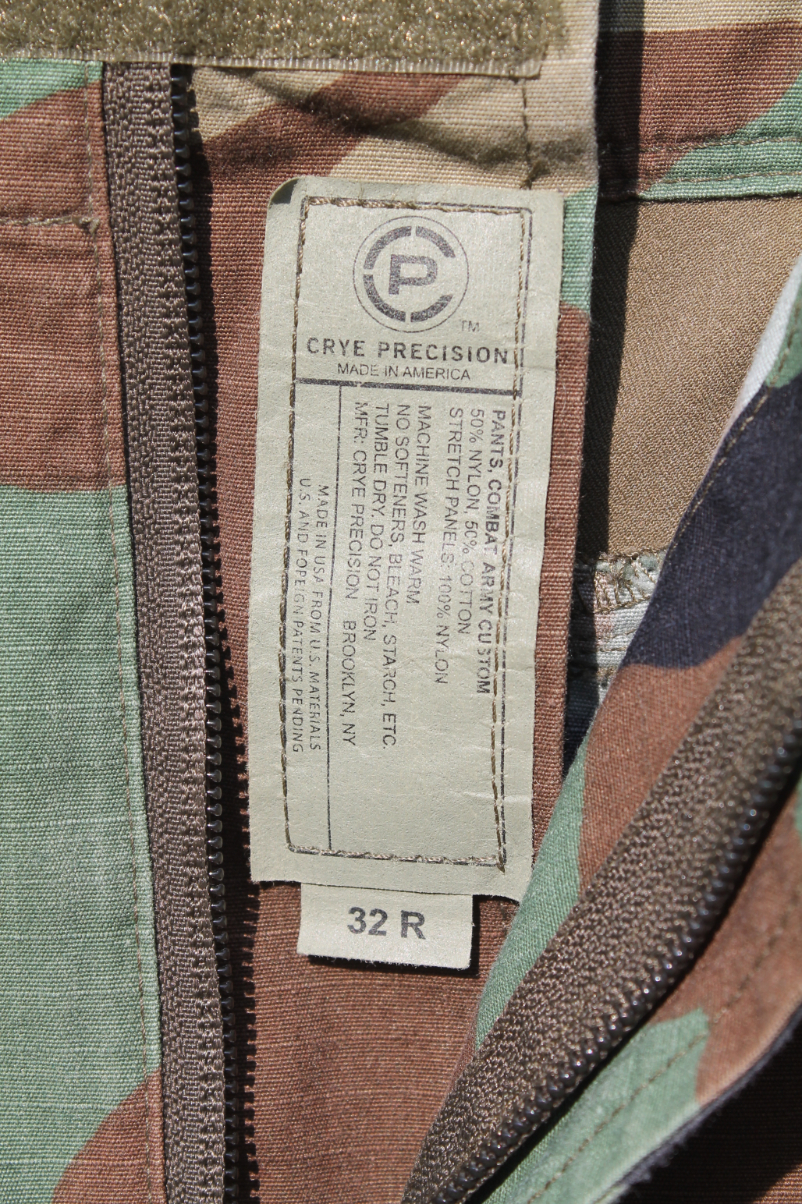 CP
TM
CRYE PRECISION
MADE IN AMERICA
PANTS, COMBAT ARMY CUSTOM
50% NYLON, 50% COTTON
STRETCH PANELS: 100% NYLON
MACHINE WASH WARM
NO SOFTENERS, BLEACH, STARCH, ETC.
TUMBLE DRY. DO NOT IRON
MFR: CRYE PRECISION BROOKLYN, NY
MADE IN USA FROM U.S. MATERIALS
U.S. AND FOREIGN PATENTS PENDING
32 R